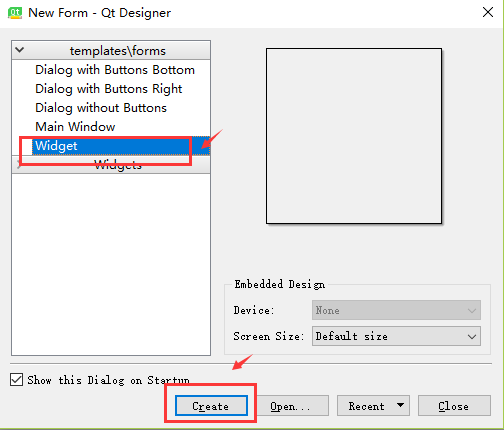 New Form - Qt Designer
templates\forms
Dialog with Buttons Bottom
Dialog with Buttons Right
Dialog without Buttons
Main Window
Widget
Widgets
Embedded Design
Device: None
Screen Size: Default size
Show this Dialog on Startup
Create Open... Recent Close